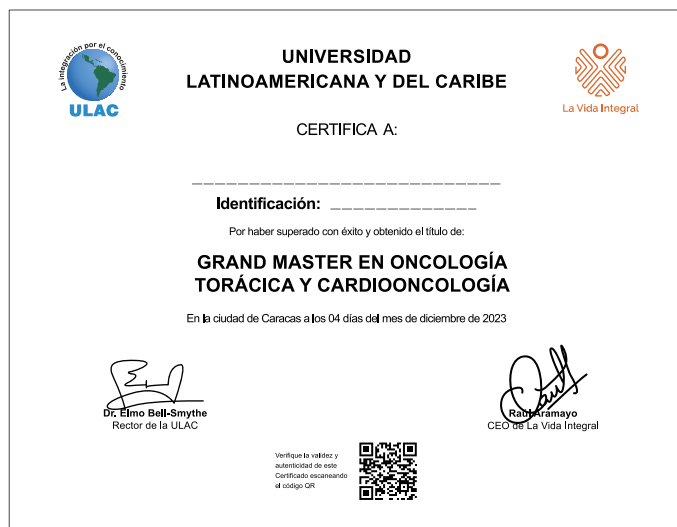 La integración por el conocimiento
ULAC
UNIVERSIDAD
LATINOAMERICANA Y DEL CARIBE
La Vida Integral
CERTIFICA A:
____________________________
Identificación: _____________
Por haber superado con éxito y obtenido el título de:
GRAND MASTER EN ONCOLOGÍA
TORÁCICA Y CARDIOONCOLOGÍA
En la ciudad de Caracas a los 04 días del mes de diciembre de 2023
Dr. Elmo Bell-Smythe
Rector de la ULAC
Raúl Aramayo
CEO de La Vida Integral
Verifique la validez y
autenticidad de este
Certificado escaneando
el código QR